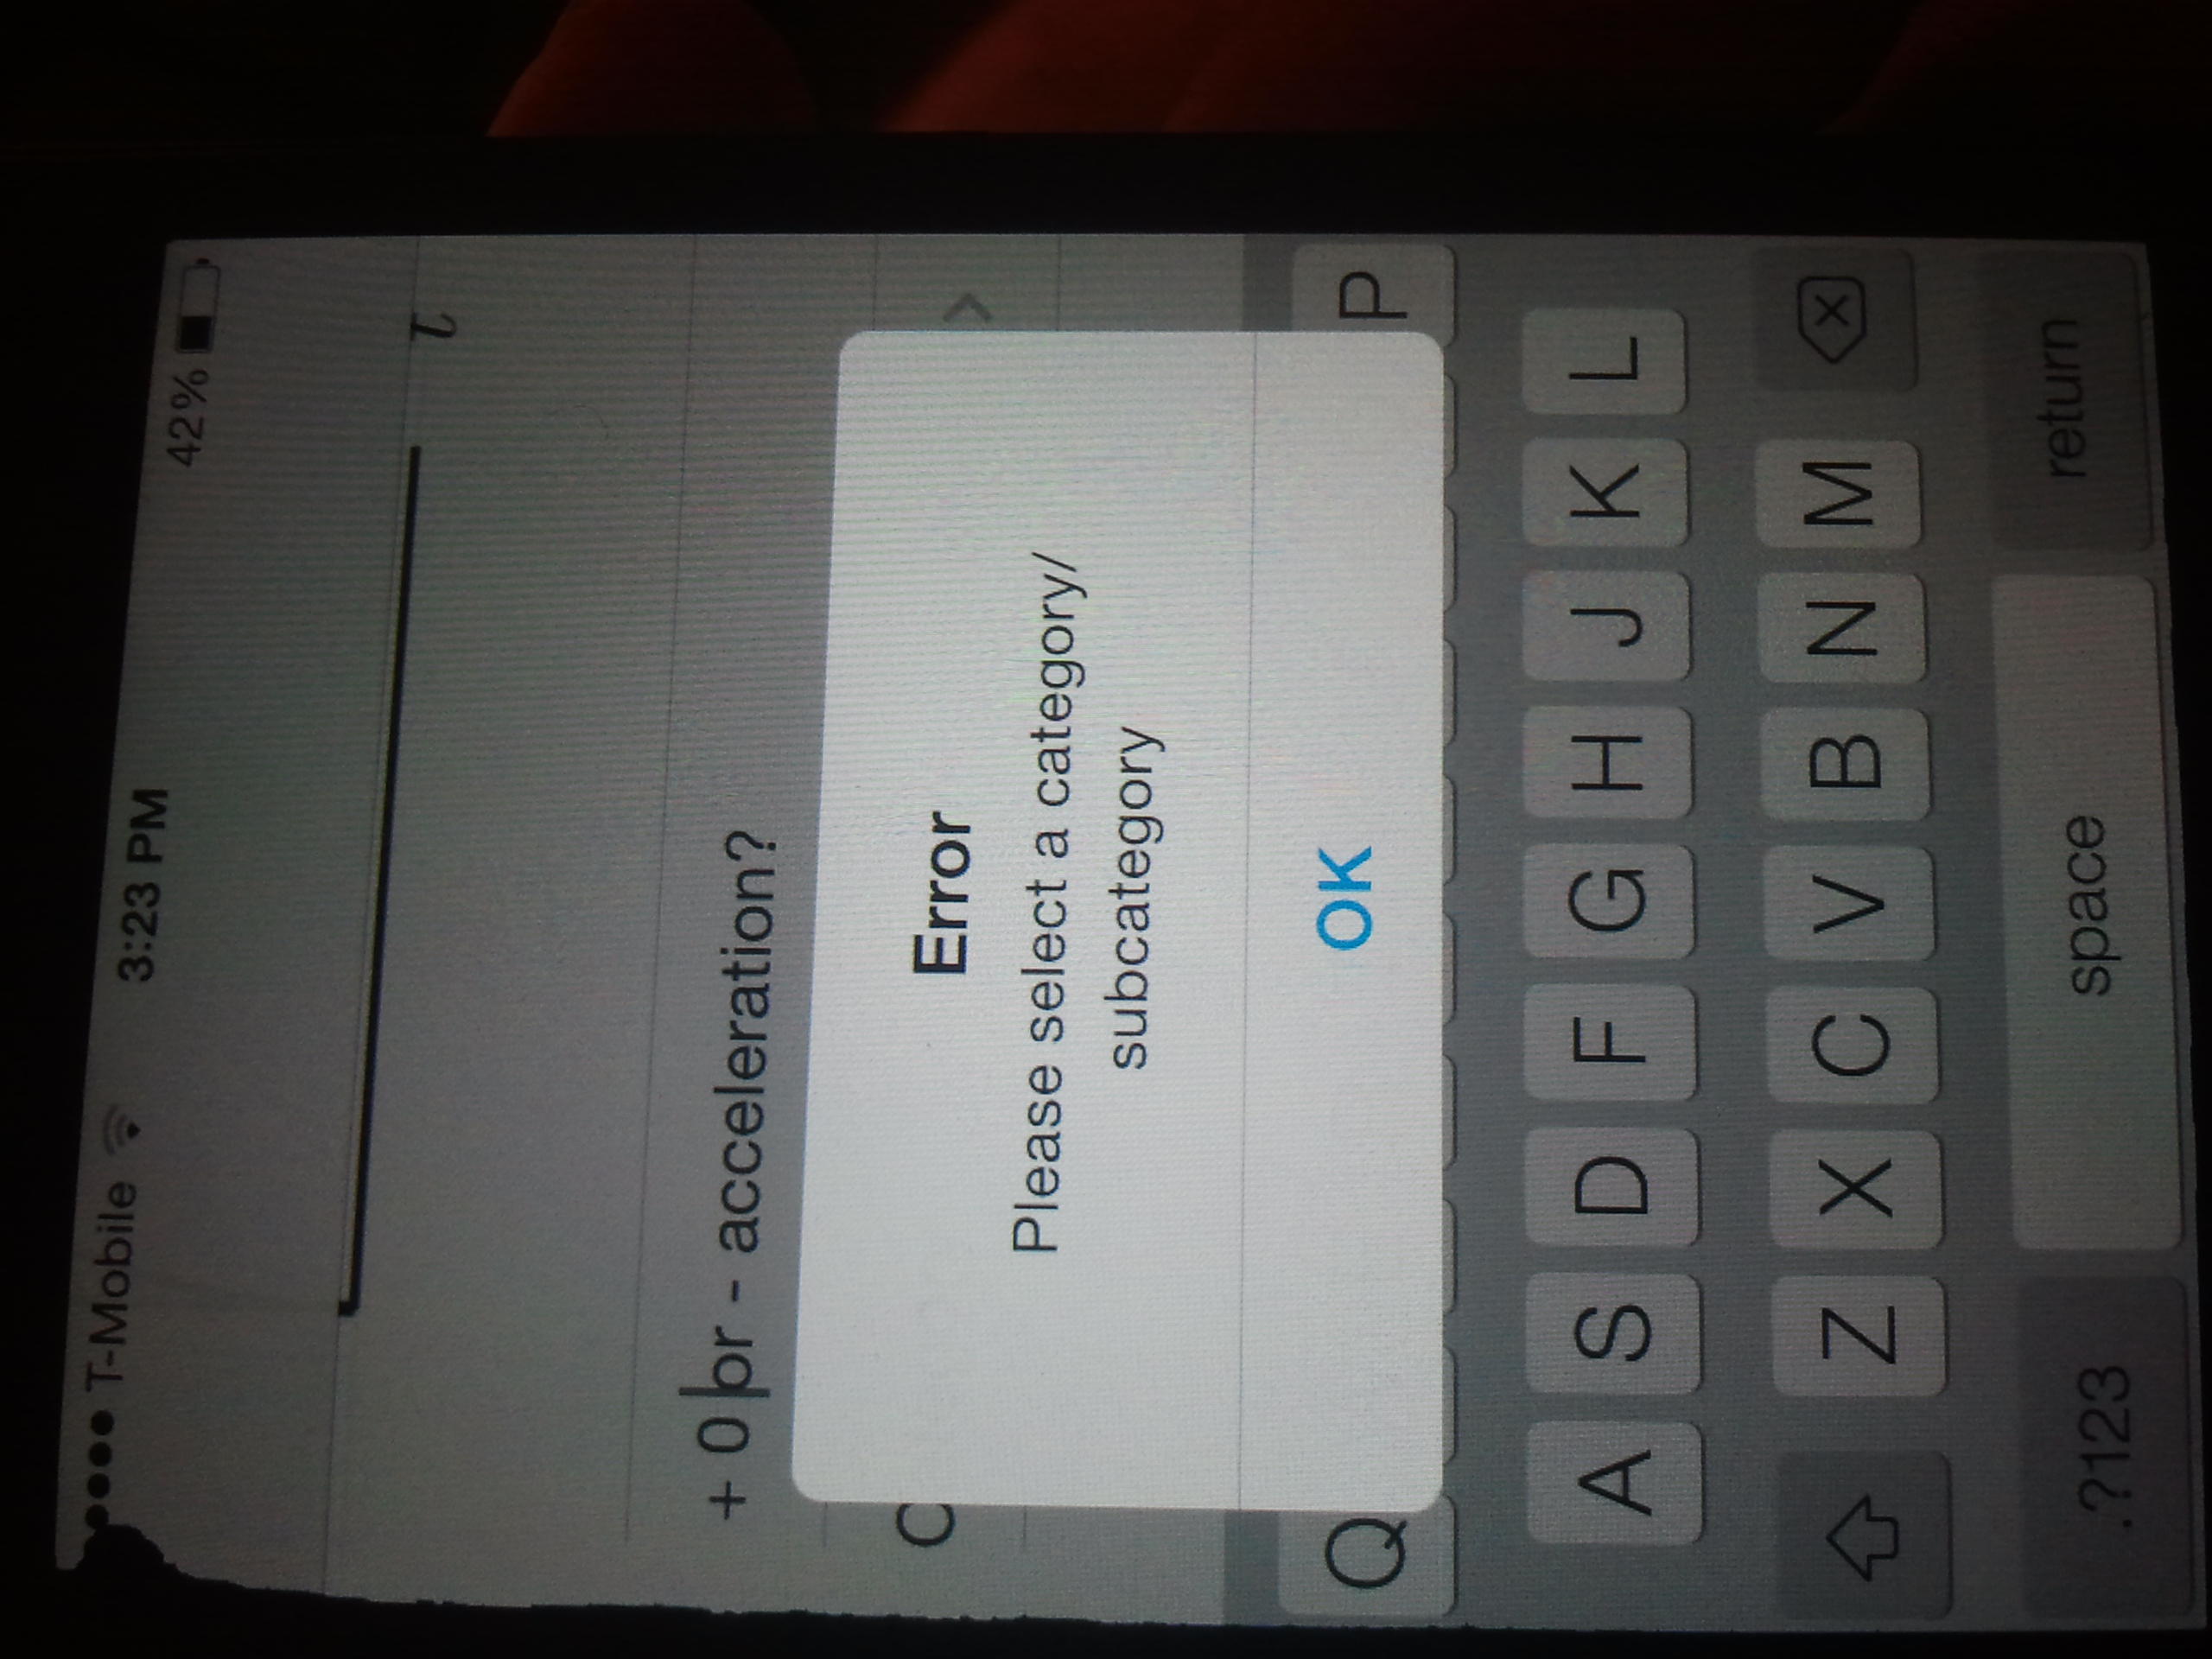 T-Mobile 3:23 PM 42%
t
+ 0 or - acceleration?
C
Error
Please select a category/
subcategory
OK
Q P
A S D F G H J K L
Z X C V B N M
.?123 space return